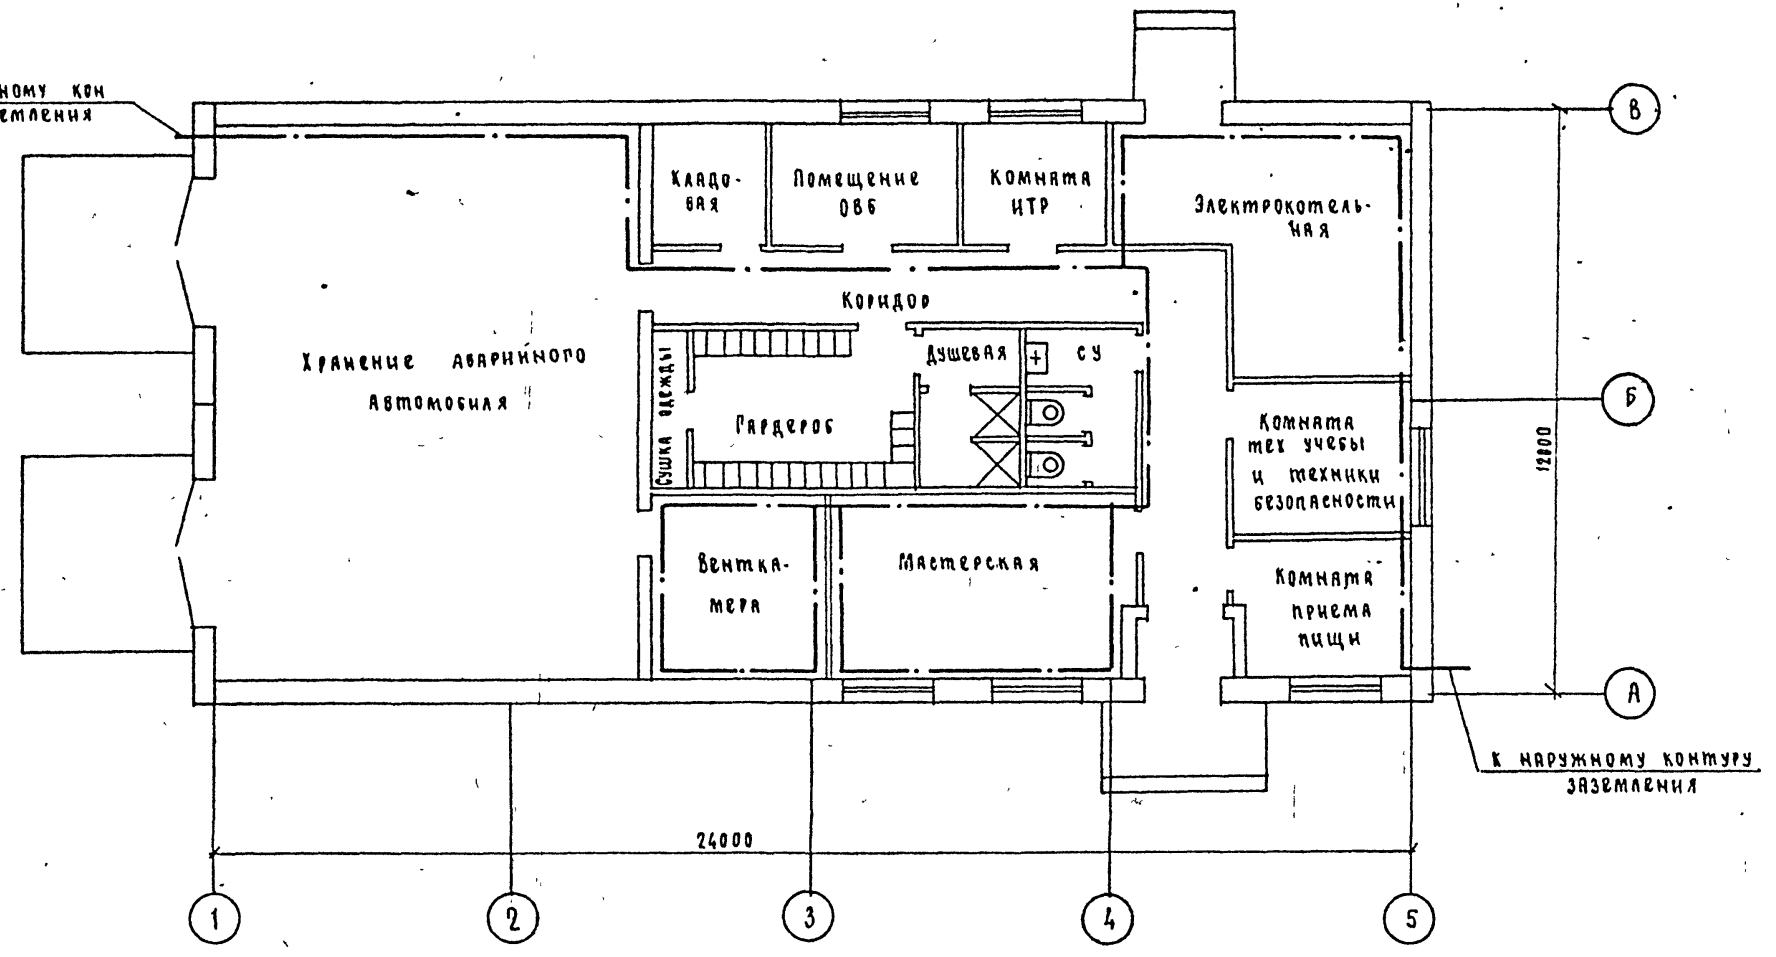 ному кон
емления
В
Кладо-
вая
Помещение
ОВБ
Комната
ИТР
Электрокотель-
ная
Коридор
Хранение аварийного
автомобиля
Сушка одежды
Гардероб
Душевая
СУ
Б
Комната
тех учебы
и техники
безопасности
12000
Вентка-
мера
Мастерская
Комната
приема
пищи
А
К наружному контуру
заземления
24000
1
2
3
4
5